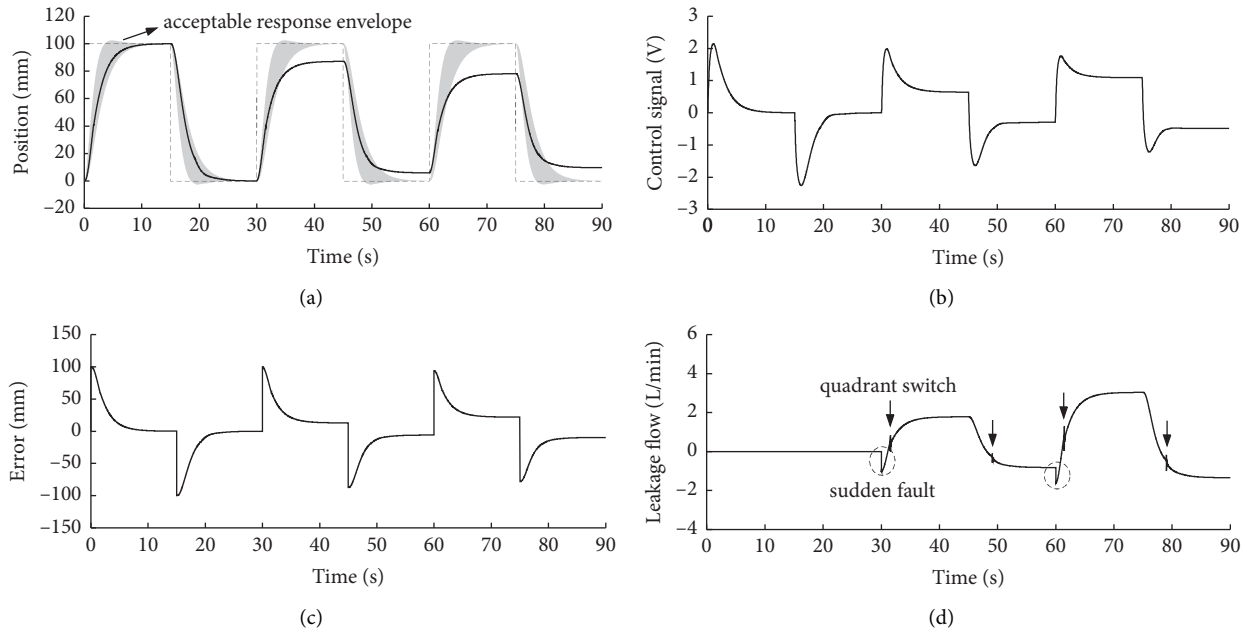 120
100
80
60
40
20
0
−20
Position (mm)
acceptable response envelope
0 10 20 30 40 50 60 70 80 90
Time (s)
(a)
3
2
1
0
−1
−2
−3
Control signal (V)
0 10 20 30 40 50 60 70 80 90
Time (s)
(b)
150
100
50
0
−50
−100
−150
Error (mm)
0 10 20 30 40 50 60 70 80 90
Time (s)
(c)
6
4
2
0
−2
−4
Leakage flow (L/min)
quadrant switch
sudden fault
0 10 20 30 40 50 60 70 80 90
Time (s)
(d)